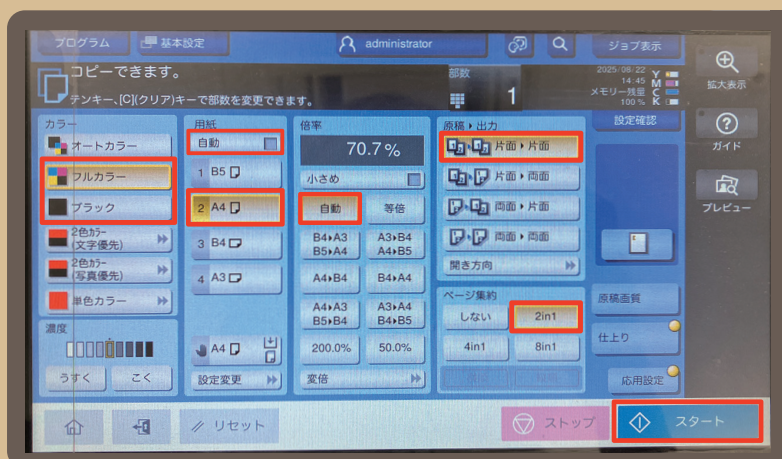 プログラム
基本設定
administrator
ジョブ表示
コピーできます。
テンキー、[C](クリア)キーで部数を変更できます。
部数
1
2025/08/22
14:45
メモリー残量
100 %
Y
M
C
K
拡大表示
ガイド
プレビュー
カラー
オートカラー
フルカラー
ブラック
2色カラー
(文字優先)
2色カラー
(写真優先)
単色カラー
濃度
うすく
こく
用紙
自動
1 B5
2 A4
3 B4
4 A3
A4
設定変更
倍率
70.7%
小さめ
自動
等倍
B4▸A3
B5▸A4
A3▸B4
A4▸B5
A4▸B4
B4▸A4
A4▸A3
B5▸B4
A3▸A4
B4▸B5
200.0%
50.0%
変倍
原稿▸出力
片面▸片面
片面▸両面
両面▸片面
両面▸両面
開き方向
ページ集約
しない
2in1
4in1
8in1
設定確認
原稿画質
仕上り
応用設定
リセット
ストップ
スタート